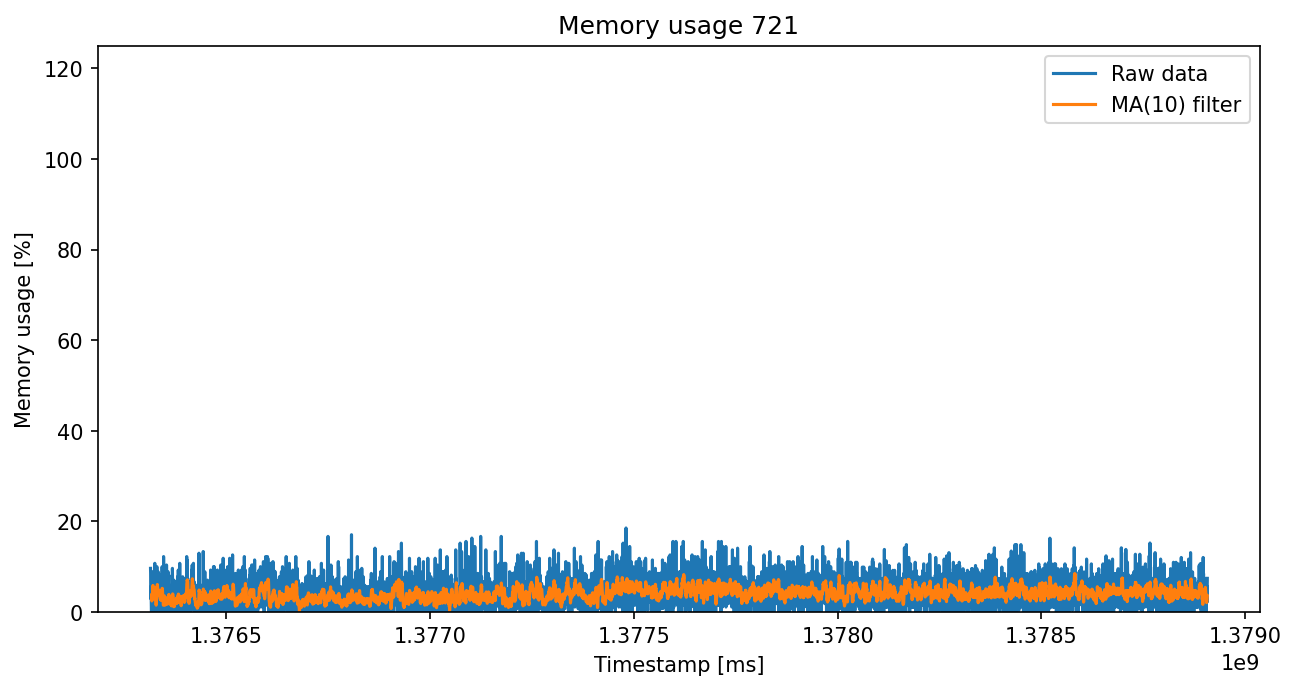 Memory usage 721
Raw data
MA(10) filter
Memory usage [%]
120
100
80
60
40
20
0
1.3765 1.3770 1.3775 1.3780 1.3785 1.3790
1e9
Timestamp [ms]